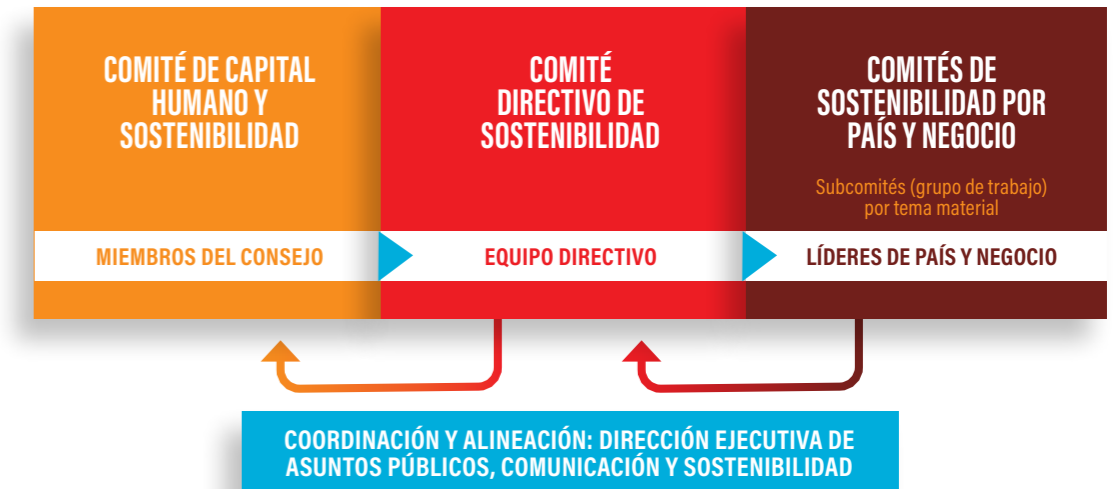 COMITÉ DE CAPITAL
HUMANO Y
SOSTENIBILIDAD
MIEMBROS DEL CONSEJO
COMITÉ
DIRECTIVO DE
SOSTENIBILIDAD
EQUIPO DIRECTIVO
COMITÉS DE
SOSTENIBILIDAD POR
PAÍS Y NEGOCIO
Subcomités (grupo de trabajo)
por tema material
LÍDERES DE PAÍS Y NEGOCIO
COORDINACIÓN Y ALINEACIÓN: DIRECCIÓN EJECUTIVA DE
ASUNTOS PÚBLICOS, COMUNICACIÓN Y SOSTENIBILIDAD